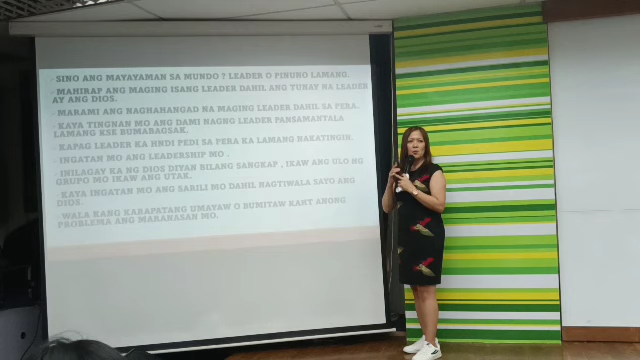 SINO ANG MAYAYAMAN SA MUNDO ? LEADER O PINUNO LAMANG.
MAHIRAP ANG MAGING ISANG LEADER DAHIL ANG TUNAY NA LEADER
AY ANG DIOS.
MARAMI ANG NAGHAHANGAD NA MAGING LEADER DAHIL SA PERA.
KAYA TINGNAN MO ANG DAMI NAGNG LEADER PANSAMANTALA
LAMANG KSE BUMABAGSAK.
KAPAG LEADER KA HNDI PEDI SA PERA KA LAMANG NAKATINGIN.
INGATAN MO ANG LEADERSHIP MO .
INILAGAY KA NG DIOS DIYAN BILANG SANGKAP , IKAW ANG ULO NG
GRUPO MO IKAW ANG UTAK.
KAYA INGATAN MO ANG SARILI MO DAHIL NAGTIWALA SAYO ANG
DIOS.
WALA KANG KARAPATANG UMAYAW O BUMITAW KAHT ANONG
PROBLEMA ANG MARANASAN MO.